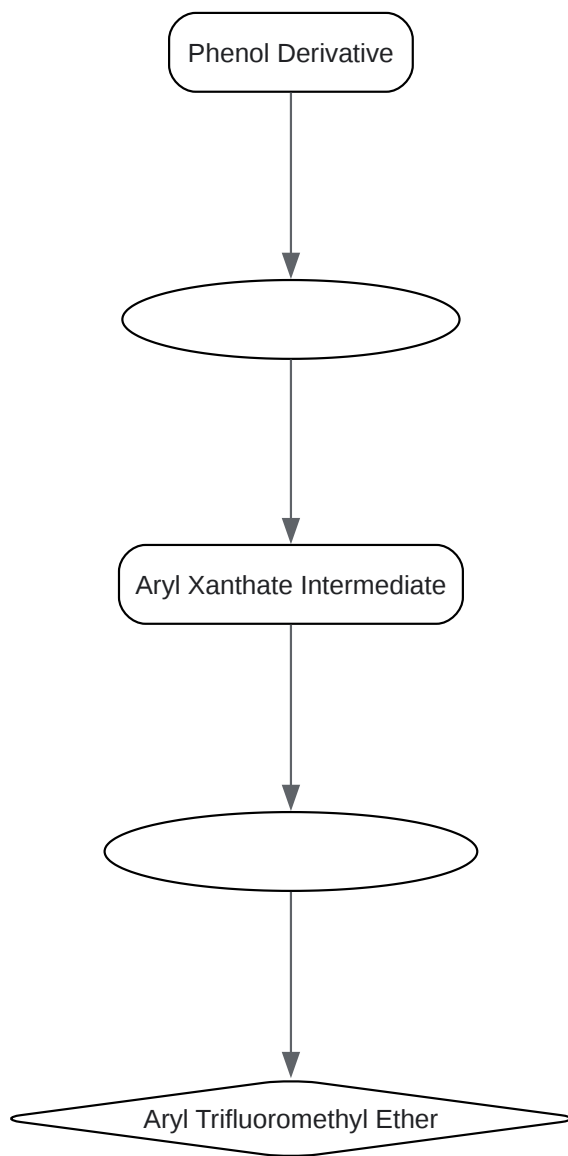 Phenol Derivative
Aryl Xanthate Intermediate
Aryl Trifluoromethyl Ether